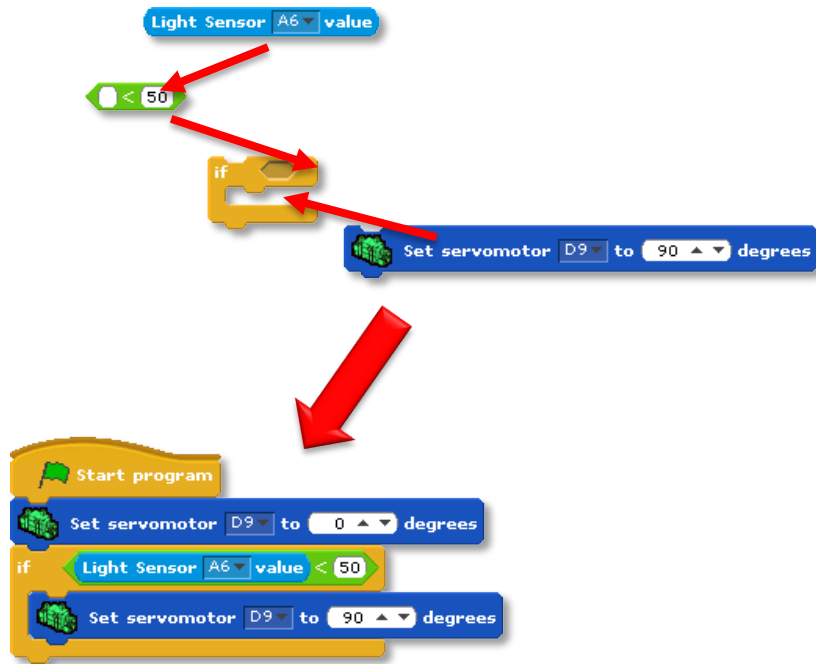 Light Sensor A6 value
< 50
if
Set servomotor D9 to 90 degrees
Start program
Set servomotor D9 to 0 degrees
if Light Sensor A6 value < 50
Set servomotor D9 to 90 degrees